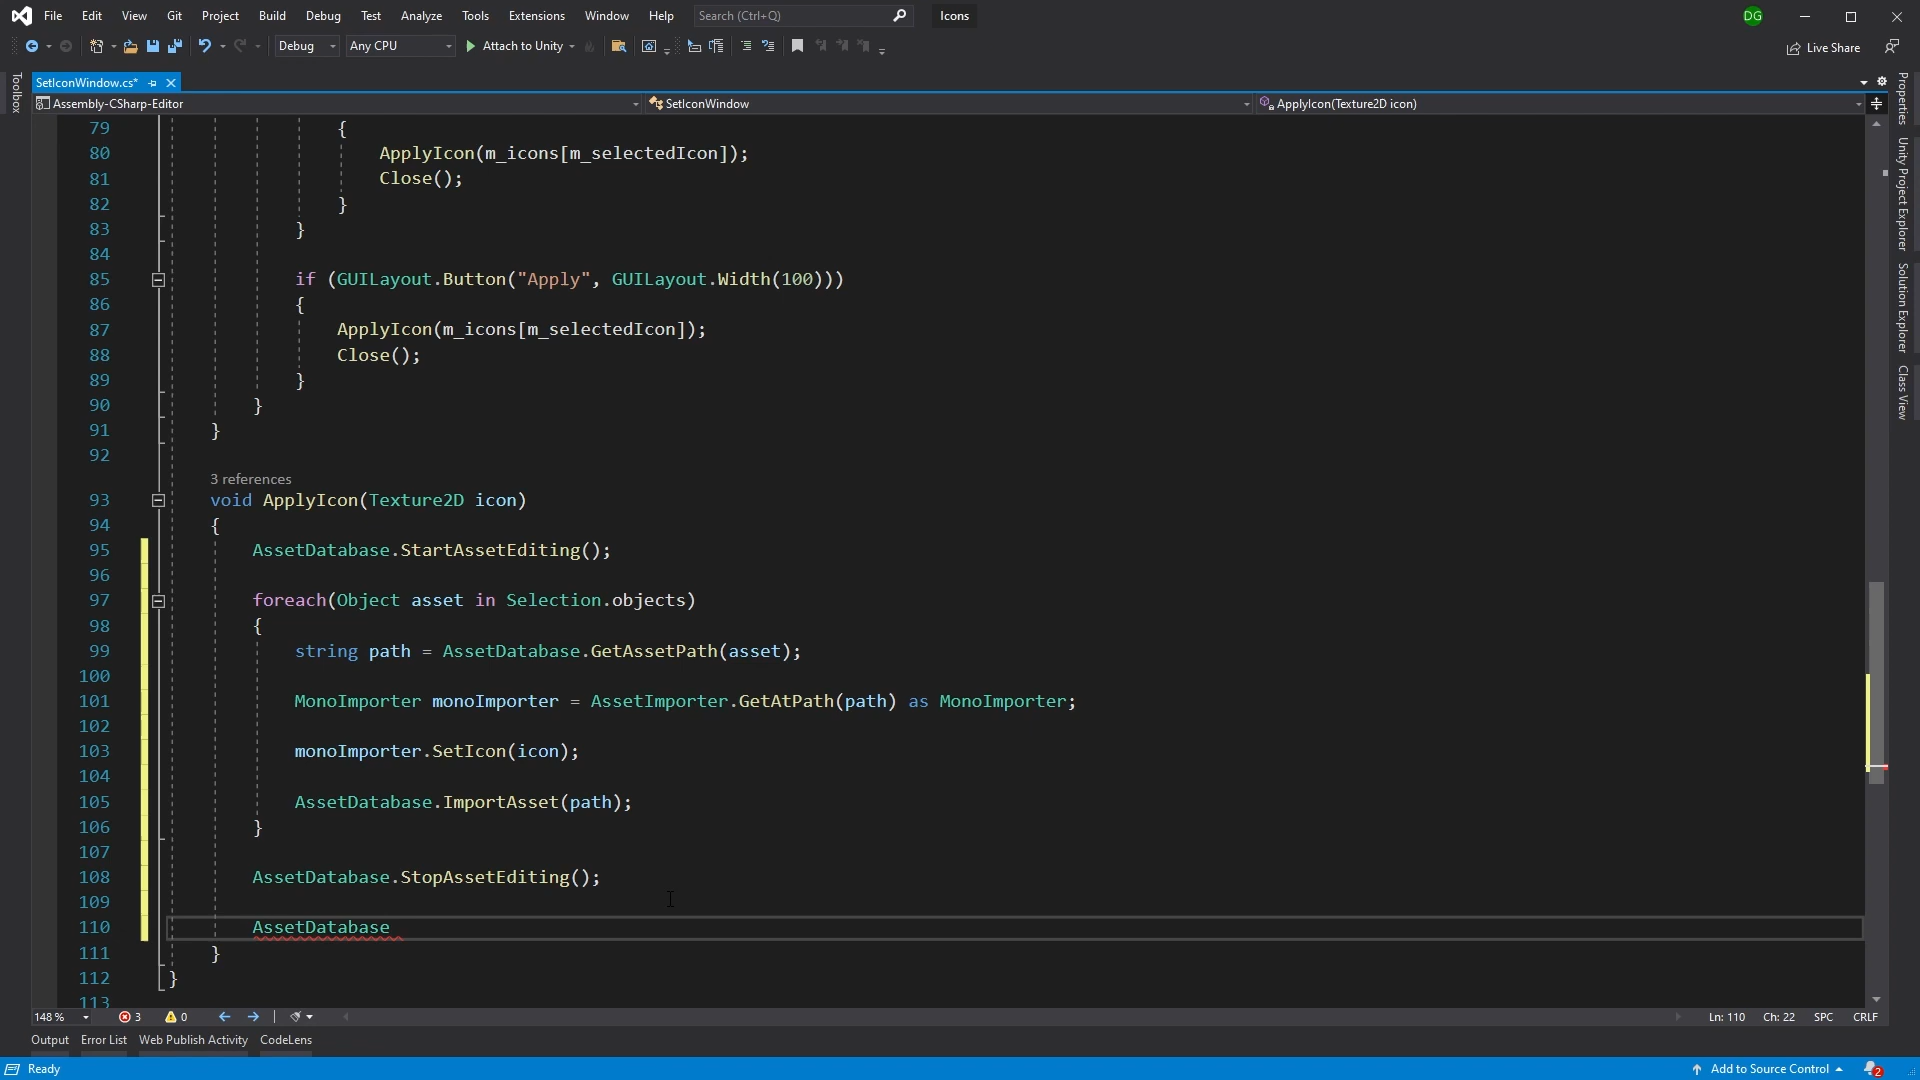 File Edit View Git Project Build Debug Test Analyze Tools Extensions Window Help Search (Ctrl+Q) Icons DG
Debug Any CPU Attach to Unity Live Share
SetIconWindow.cs*
Assembly-CSharp-Editor SetIconWindow ApplyIcon(Texture2D icon)
Toolbox
Properties
Unity Project Explorer
Solution Explorer
Class View
79 {
80 ApplyIcon(m_icons[m_selectedIcon]);
81 Close();
82 }
83 }
84
85 if (GUILayout.Button("Apply", GUILayout.Width(100)))
86 {
87 ApplyIcon(m_icons[m_selectedIcon]);
88 Close();
89 }
90 }
91 }
92
3 references
93 void ApplyIcon(Texture2D icon)
94 {
95 AssetDatabase.StartAssetEditing();
96
97 foreach(Object asset in Selection.objects)
98 {
99 string path = AssetDatabase.GetAssetPath(asset);
100
101 MonoImporter monoImporter = AssetImporter.GetAtPath(path) as MonoImporter;
102
103 monoImporter.SetIcon(icon);
104
105 AssetDatabase.ImportAsset(path);
106 }
107
108 AssetDatabase.StopAssetEditing();
109
110 AssetDatabase
111 }
112 }
113
148 % 3 0 Ln: 110 Ch: 22 SPC CRLF
Output Error List Web Publish Activity CodeLens
Ready Add to Source Control 2